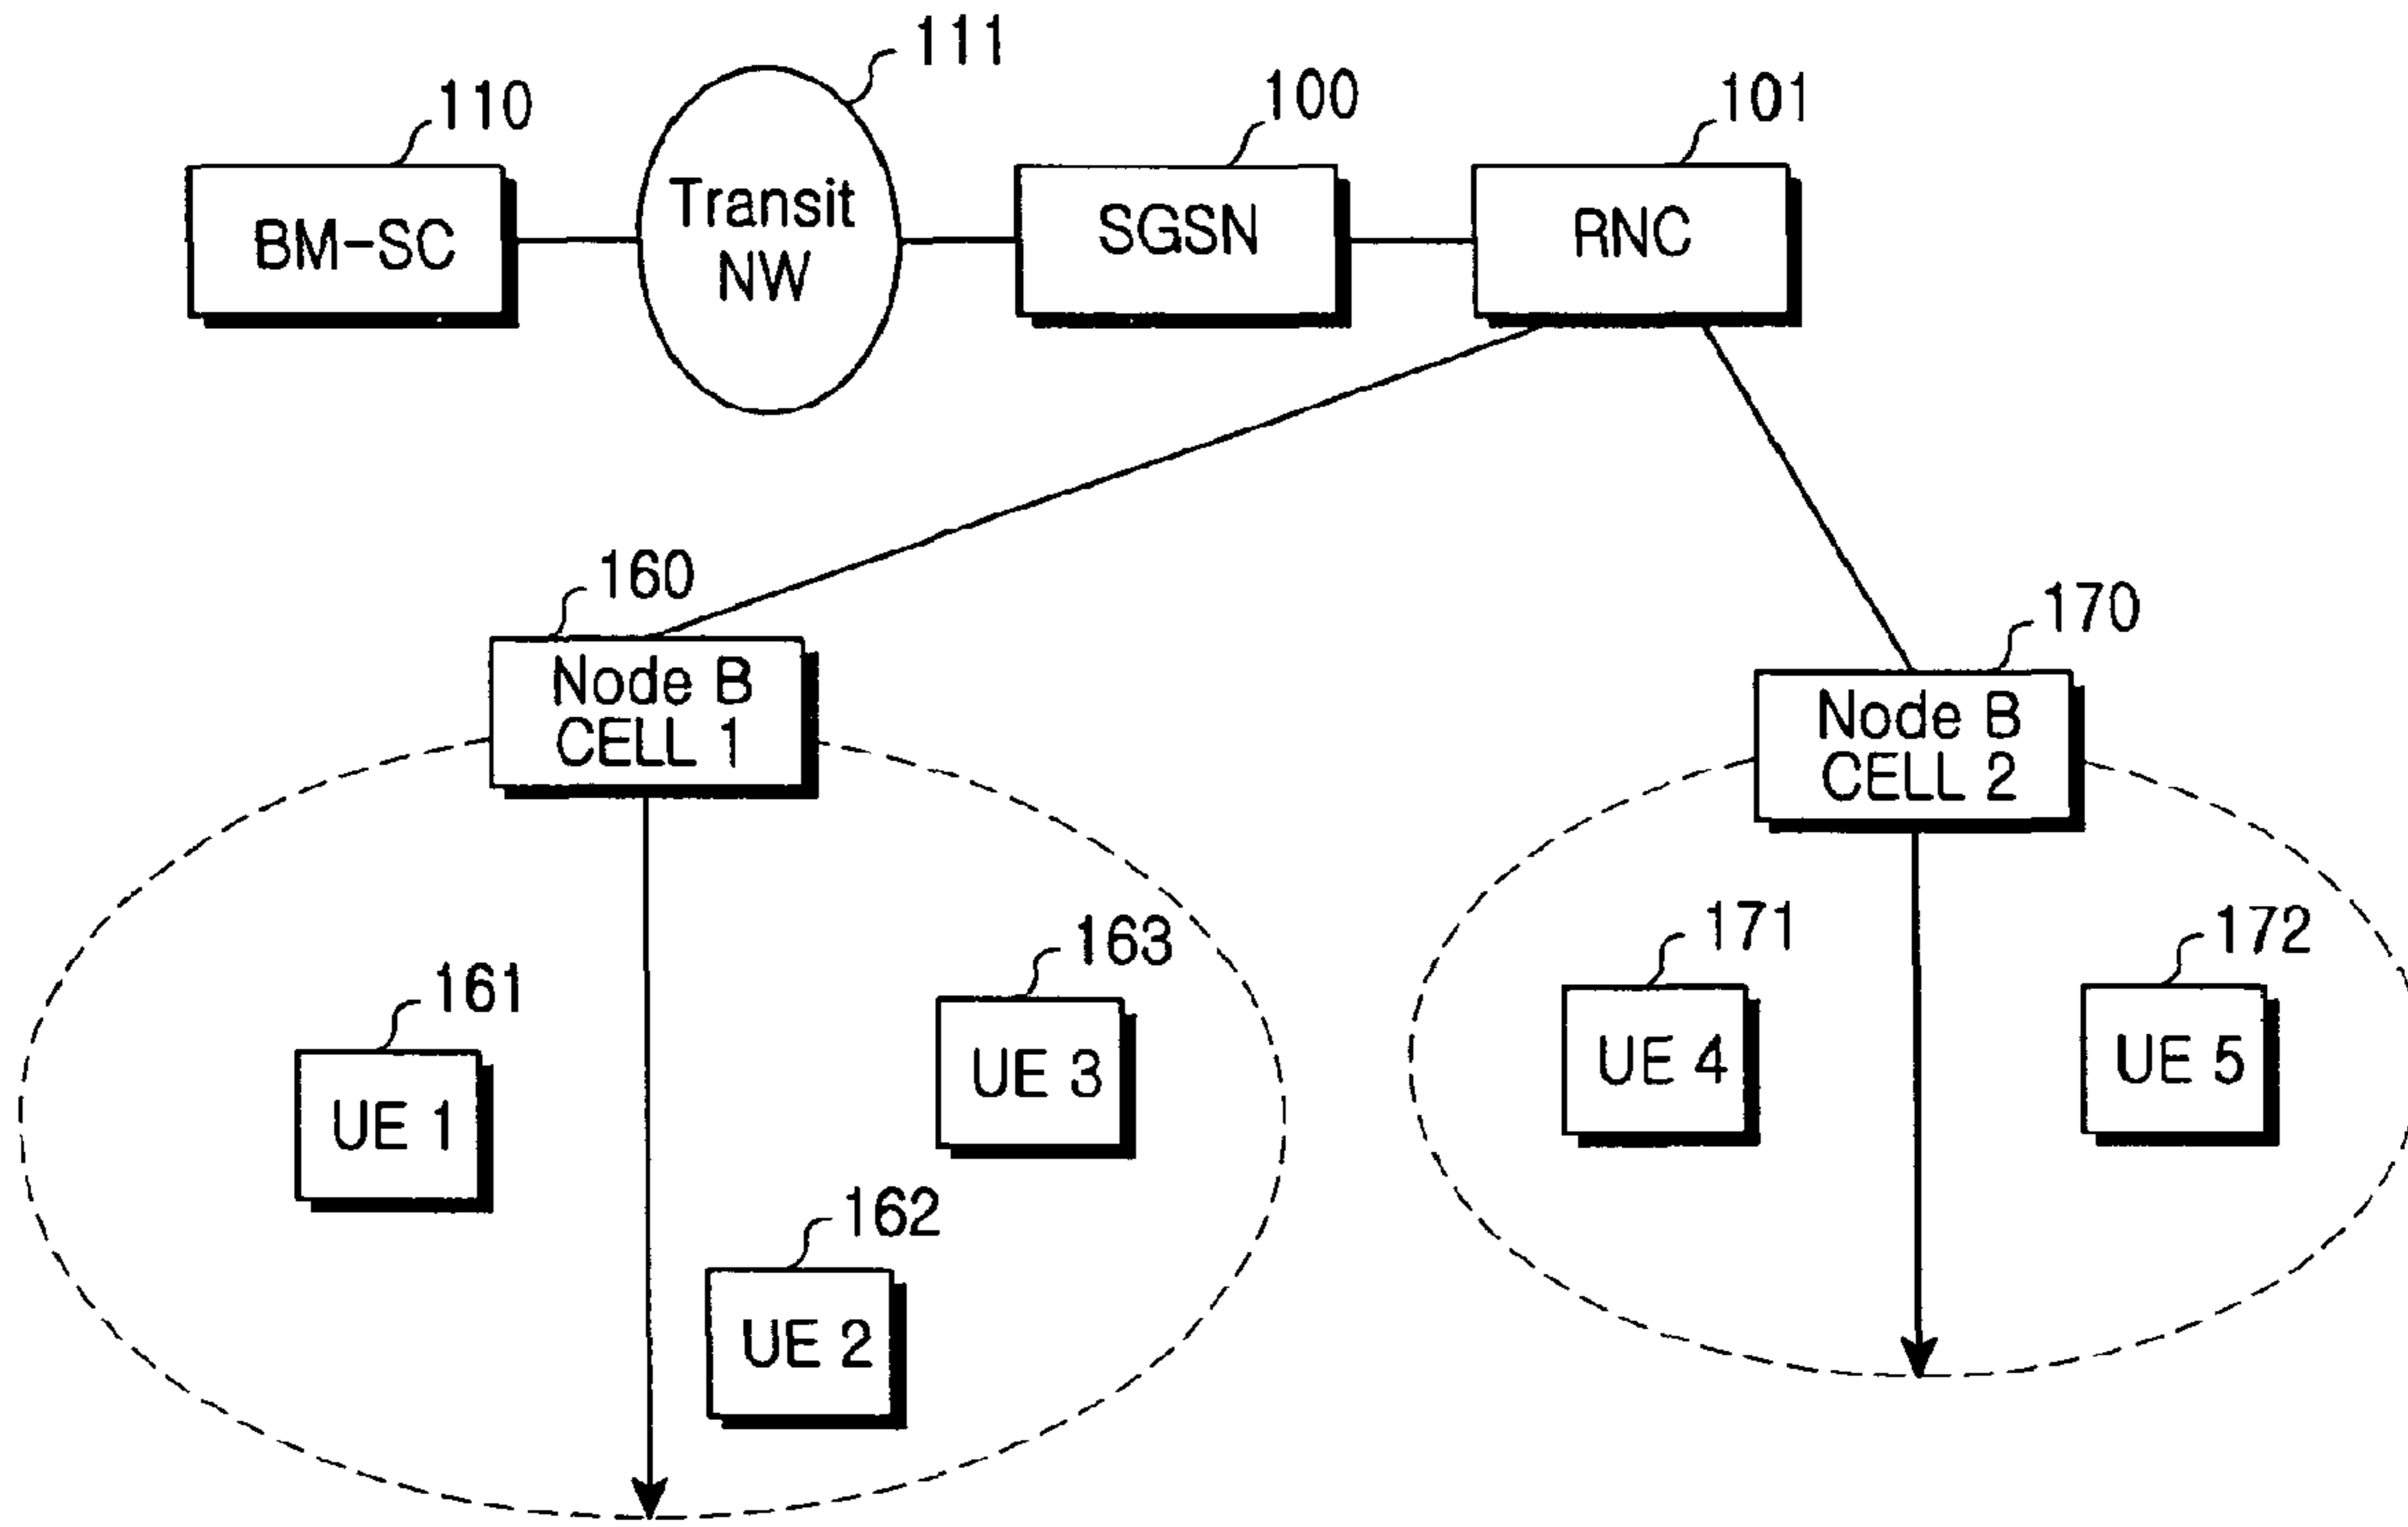 111
110
100
101
BM-SC
Transit
NW
SGSN
RNC
160
170
Node B
CELL 1
Node B
CELL 2
161
163
171
172
UE 1
UE 3
UE 4
UE 5
162
UE 2